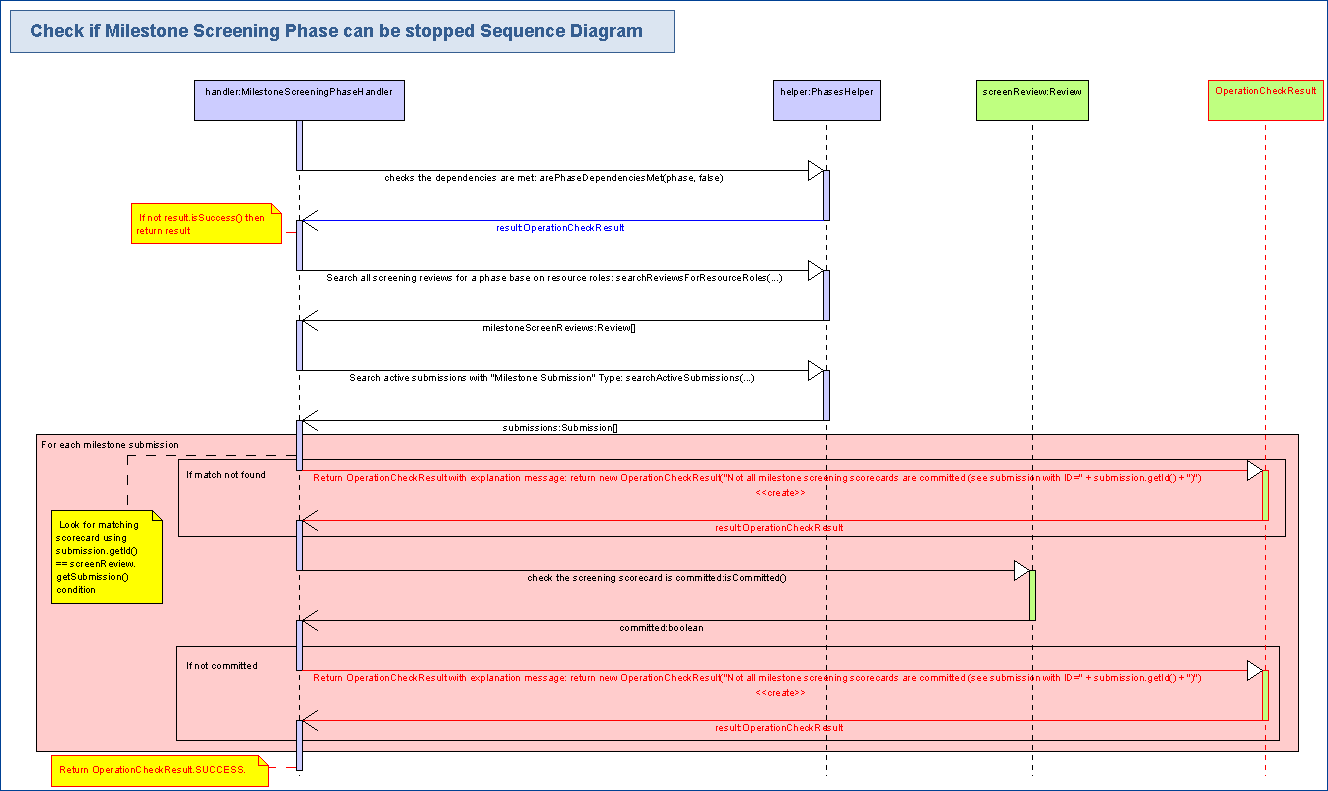 Check if Milestone Screening Phase can be stopped Sequence Diagram
handler:MilestoneScreeningPhaseHandler
helper:PhasesHelper
screenReview:Review
OperationCheckResult
checks the dependencies are met: arePhaseDependenciesMet(phase, false)
If not result.isSuccess() then
return result
result:OperationCheckResult
Search all screening reviews for a phase base on resource roles: searchReviewsForResourceRoles(...)
milestoneScreenReviews:Review[]
Search active submissions with "Milestone Submission" Type: searchActiveSubmissions(...)
submissions:Submission[]
For each milestone submission
If match not found
Return OperationCheckResult with explanation message: return new OperationCheckResult("Not all milestone screening scorecards are committed (see submission with ID=" + submission.getId() + ")")
<<create>>
result:OperationCheckResult
Look for matching
scorecard using
submission.getId()
== screenReview.
getSubmission()
condition
check the screening scorecard is committed:isCommitted()
committed:boolean
If not committed
Return OperationCheckResult with explanation message: return new OperationCheckResult("Not all milestone screening scorecards are committed (see submission with ID=" + submission.getId() + ")")
<<create>>
result:OperationCheckResult
Return OperationCheckResult.SUCCESS.